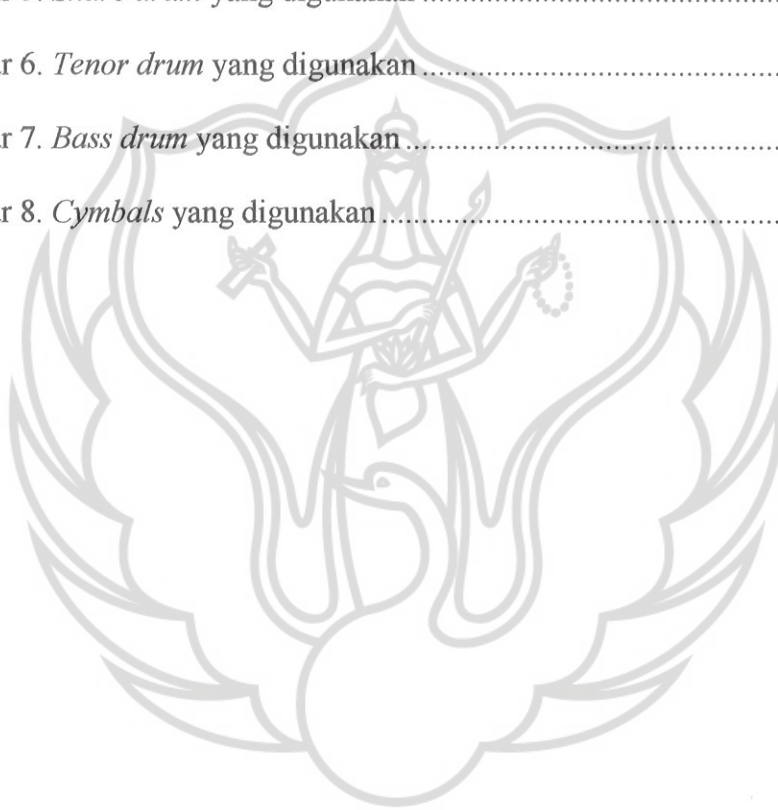 r 6. Tenor drum yang digunakan ............................................
r 7. Bass drum yang digunakan ..............................................
r 8. Cymbals yang digunakan .................................................